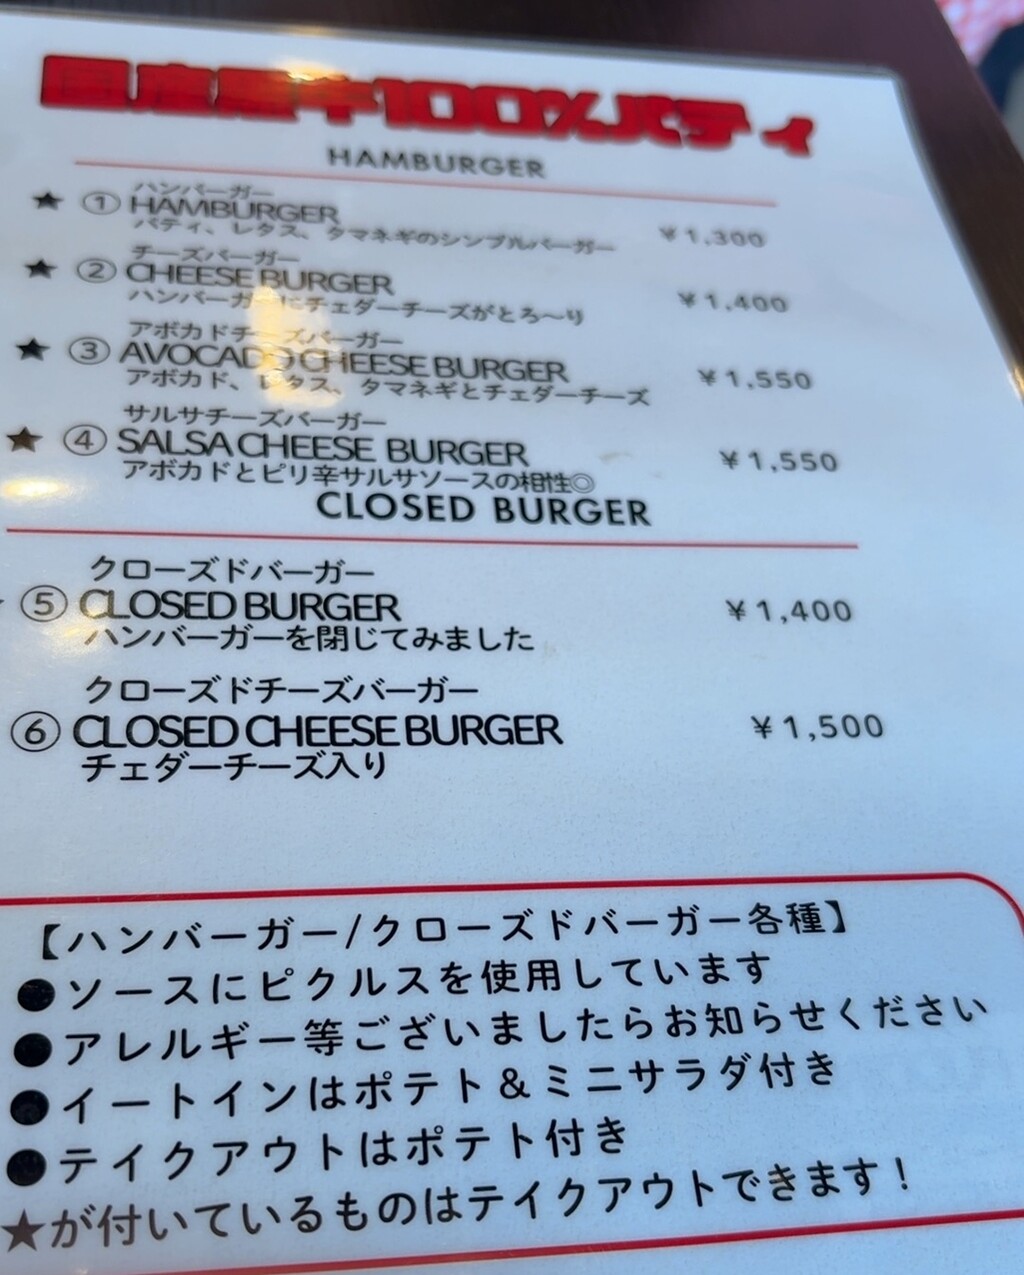 国産黒牛100%パティ
HAMBURGER
ハンバーガー
★ ① HAMBURGER ¥1,300
パティ、レタス、タマネギのシンプルバーガー
チーズバーガー
★ ② CHEESE BURGER ¥1,400
ハンバーガーにチェダーチーズがとろ〜り
アボカドチーズバーガー
★ ③ AVOCADO CHEESE BURGER ¥1,550
アボカド、レタス、タマネギとチェダーチーズ
サルサチーズバーガー
★ ④ SALSA CHEESE BURGER ¥1,550
アボカドとピリ辛サルサソースの相性◎
CLOSED BURGER
クローズドバーガー
⑤ CLOSED BURGER ¥1,400
ハンバーガーを閉じてみました
クローズドチーズバーガー
⑥ CLOSED CHEESE BURGER ¥1,500
チェダーチーズ入り
【ハンバーガー/クローズドバーガー各種】
●ソースにピクルスを使用しています
●アレルギー等ございましたらお知らせください
●イートインはポテト&ミニサラダ付き
●テイクアウトはポテト付き
★が付いているものはテイクアウトできます!